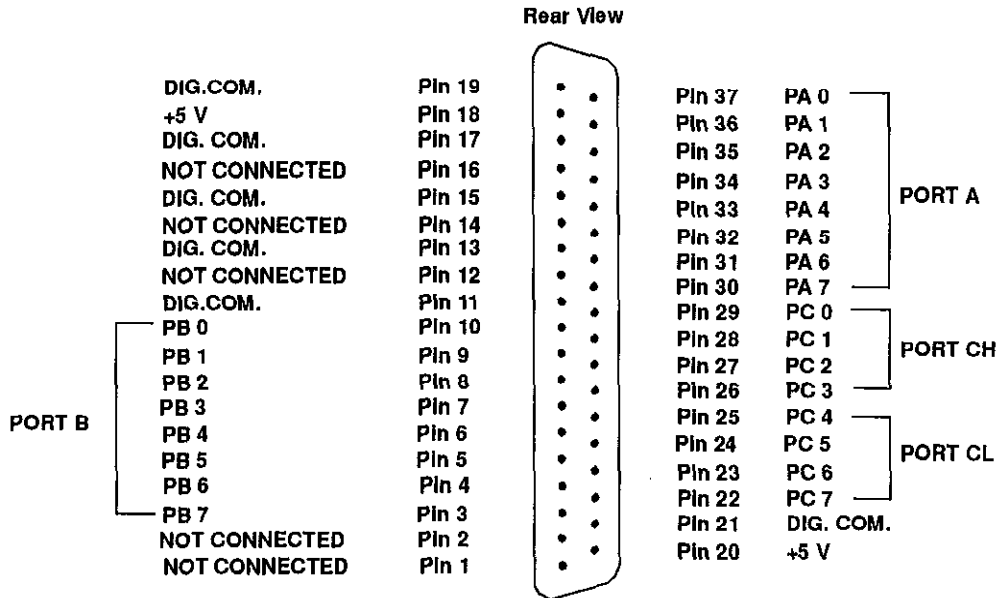 Rear View
DIG.COM. Pin 19
+5 V Pin 18
DIG. COM. Pin 17
NOT CONNECTED Pin 16
DIG. COM. Pin 15
NOT CONNECTED Pin 14
DIG. COM. Pin 13
NOT CONNECTED Pin 12
DIG.COM. Pin 11
PB 0 Pin 10
PB 1 Pin 9
PB 2 Pin 8
PB 3 Pin 7
PB 4 Pin 6
PB 5 Pin 5
PB 6 Pin 4
PB 7 Pin 3
NOT CONNECTED Pin 2
NOT CONNECTED Pin 1
PORT B
Pin 37 PA 0
Pin 36 PA 1
Pin 35 PA 2
Pin 34 PA 3
Pin 33 PA 4
Pin 32 PA 5
Pin 31 PA 6
Pin 30 PA 7
Pin 29 PC 0
Pin 28 PC 1
Pin 27 PC 2
Pin 26 PC 3
Pin 25 PC 4
Pin 24 PC 5
Pin 23 PC 6
Pin 22 PC 7
Pin 21 DIG. COM.
Pin 20 +5 V
PORT A
PORT CH
PORT CL